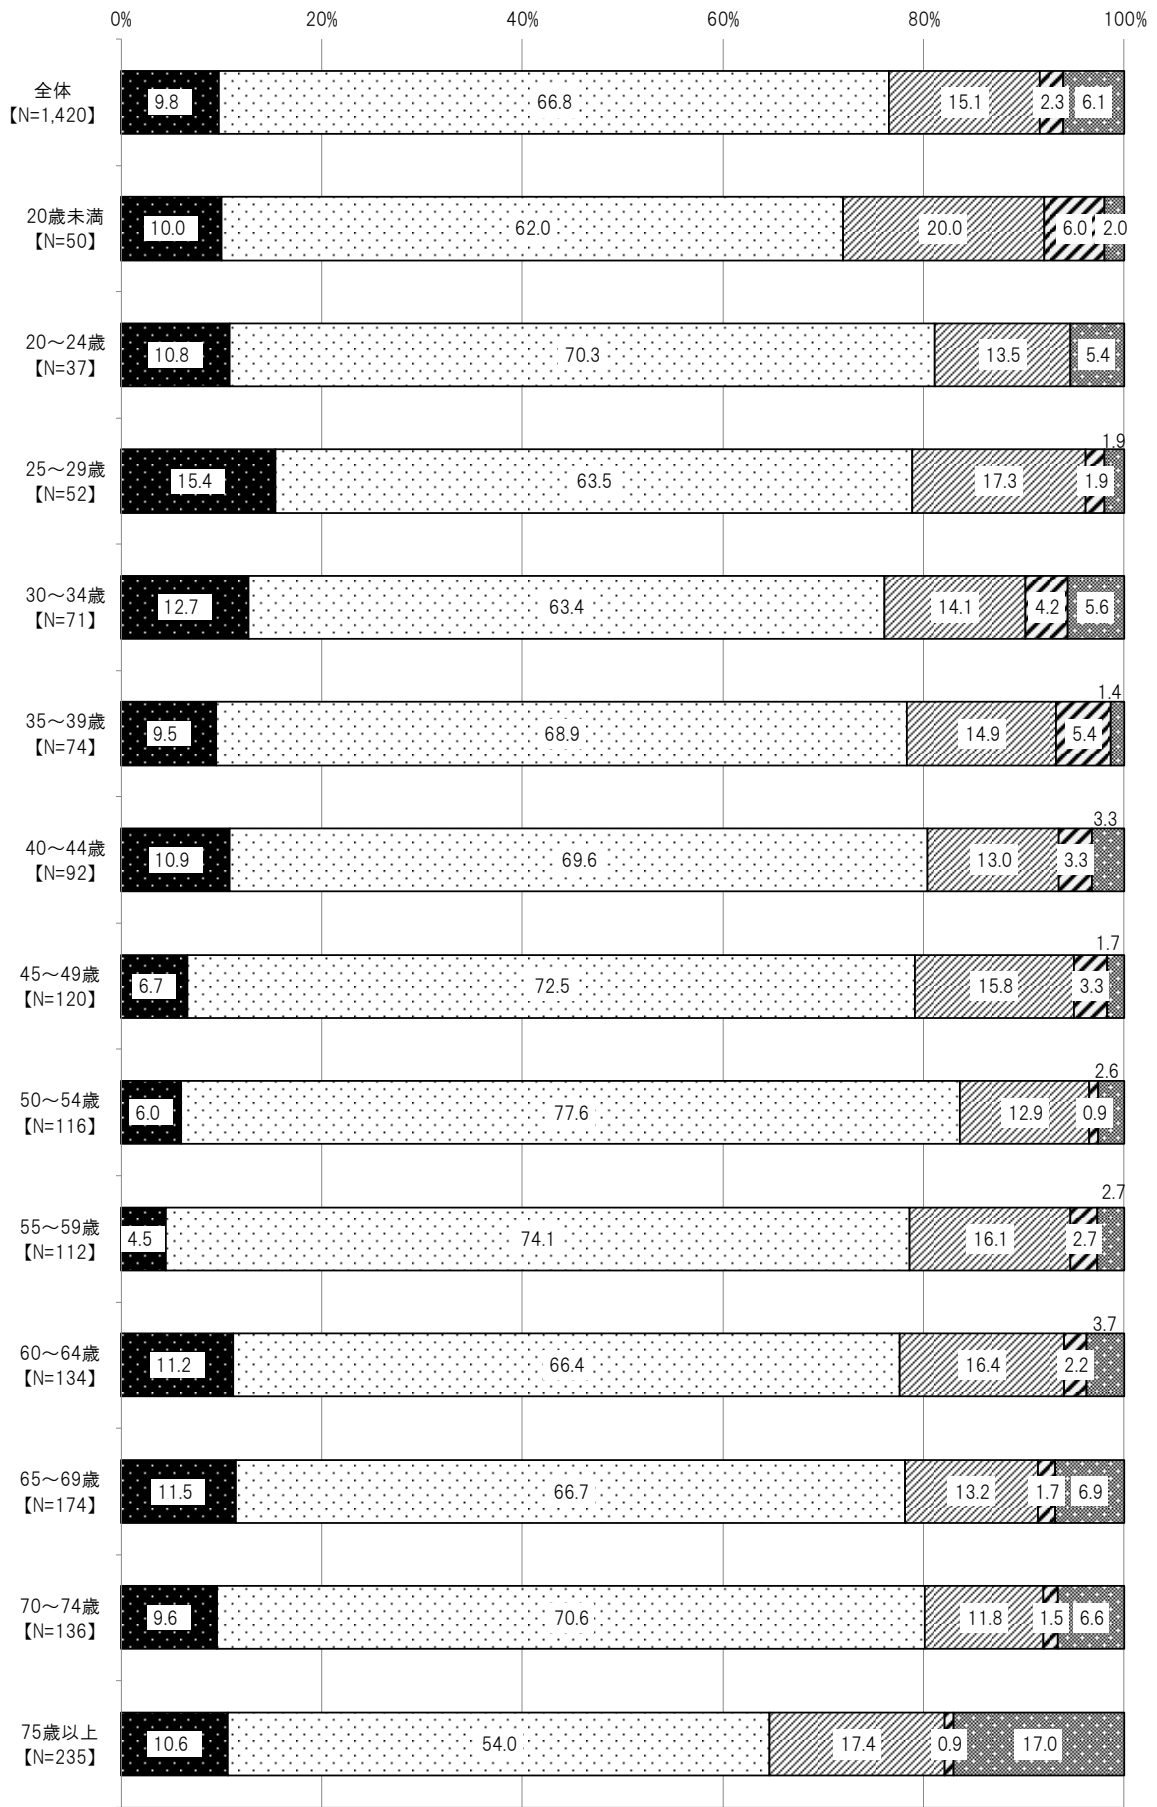 0% 20% 40% 60% 80% 100%
全体
【N=1,420】
9.8 66.8 15.1 2.3 6.1
20歳未満
【N=50】
10.0 62.0 20.0 6.0 2.0
20～24歳
【N=37】
10.8 70.3 13.5 5.4
1.9
25～29歳
【N=52】
15.4 63.5 17.3 1.9
30～34歳
【N=71】
12.7 63.4 14.1 4.2 5.6
1.4
35～39歳
【N=74】
9.5 68.9 14.9 5.4
3.3
40～44歳
【N=92】
10.9 69.6 13.0 3.3
1.7
45～49歳
【N=120】
6.7 72.5 15.8 3.3
2.6
50～54歳
【N=116】
6.0 77.6 12.9 0.9
2.7
55～59歳
【N=112】
4.5 74.1 16.1 2.7
3.7
60～64歳
【N=134】
11.2 66.4 16.4 2.2
65～69歳
【N=174】
11.5 66.7 13.2 1.7 6.9
70～74歳
【N=136】
9.6 70.6 11.8 1.5 6.6
75歳以上
【N=235】
10.6 54.0 17.4 0.9 17.0